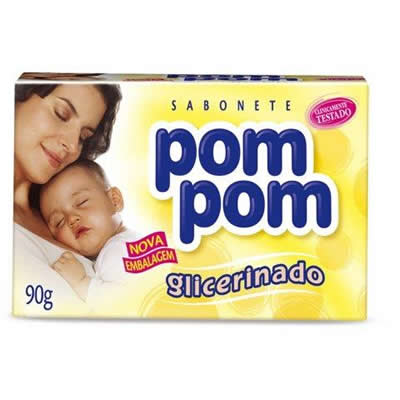 SABONETE
CLINICAMENTE
TESTADO
pom
pom
NOVA
EMBALAGEM
glicerinado
90g